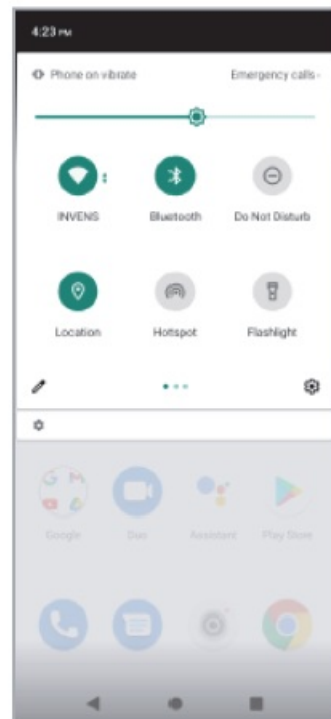 4:23 PM
Phone on vibrate Emergency calls
INVENS Bluetooth Do Not Disturb
Location Hottspot Flashlight
Google Duo Assistant Play Store